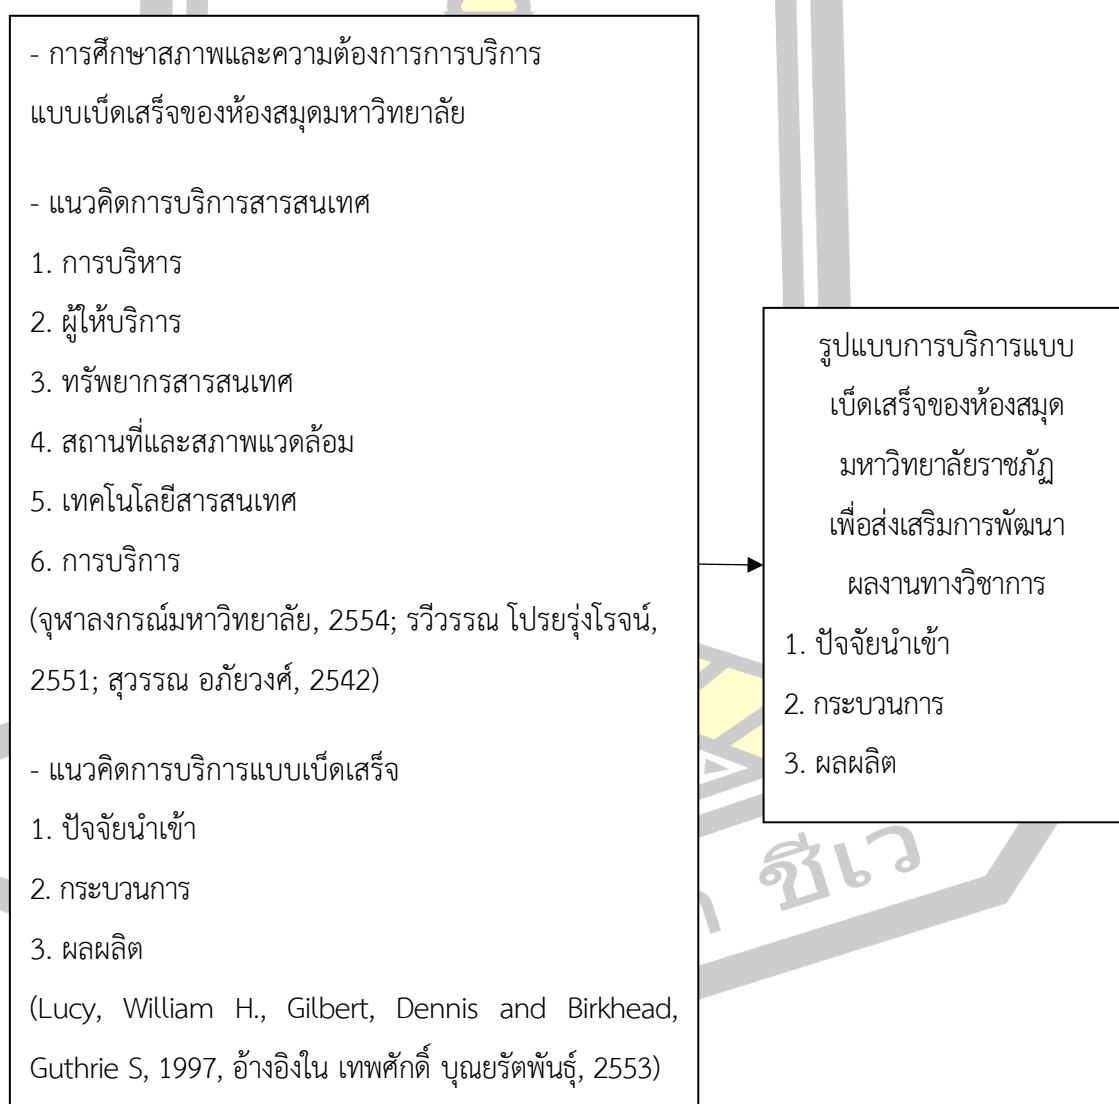 - การศึกษาสภาพและความต้องการการบริการ
แบบเบ็ดเสร็จของห้องสมุดมหาวิทยาลัย
- แนวคิดการบริการสารสนเทศ
1. การบริหาร
2. ผู้ให้บริการ
3. ทรัพยากรสารสนเทศ
4. สถานที่และสภาพแวดล้อม
5. เทคโนโลยีสารสนเทศ
6. การบริการ
(จุฬาลงกรณ์มหาวิทยาลัย, 2554; รวีวรรณ โปรยรุ่งโรจน์,
2551; สุวรรณ อภัยวงศ์, 2542)
- แนวคิดการบริการแบบเบ็ดเสร็จ
1. ปัจจัยนำเข้า
2. กระบวนการ
3. ผลผลิต
(Lucy, William H., Gilbert, Dennis and Birkhead,
Guthrie S, 1997, อ้างอิงใน เทพศักดิ์ บุณยรัตพันธุ์, 2553)
รูปแบบการบริการแบบ
เบ็ดเสร็จของห้องสมุด
มหาวิทยาลัยราชภัฏ
เพื่อส่งเสริมการพัฒนา
ผลงานทางวิชาการ
1. ปัจจัยนำเข้า
2. กระบวนการ
3. ผลผลิต
ชีเว